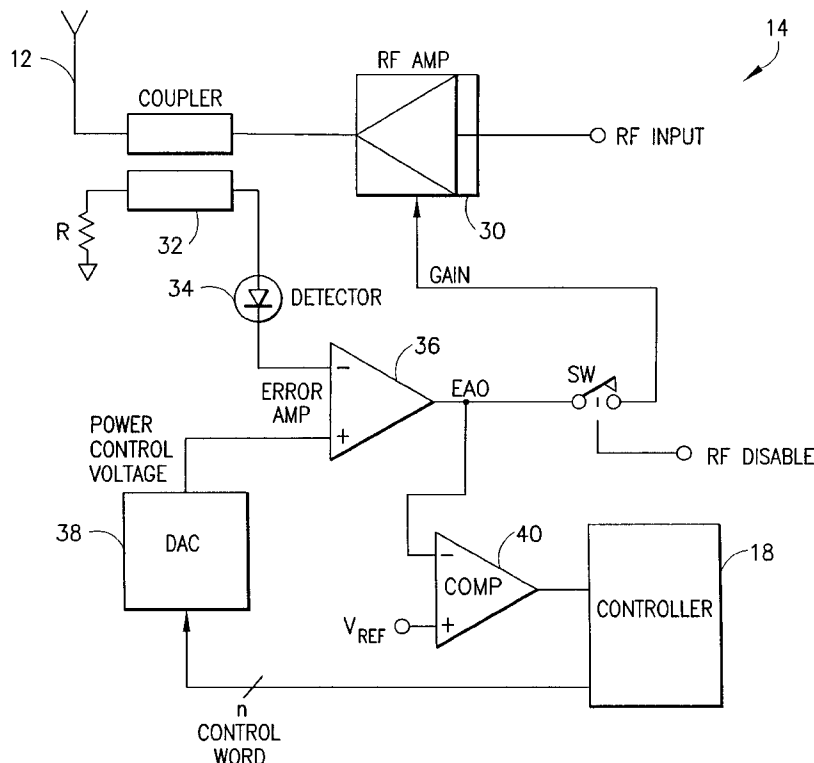 14
12
RF AMP
COUPLER
RF INPUT
R
32
30
GAIN
34
DETECTOR
36
SW
EAO
ERROR
AMP
−
+
POWER
CONTROL
VOLTAGE
RF DISABLE
38
DAC
40
18
−
COMP
+
VREF
CONTROLLER
n
CONTROL
WORD